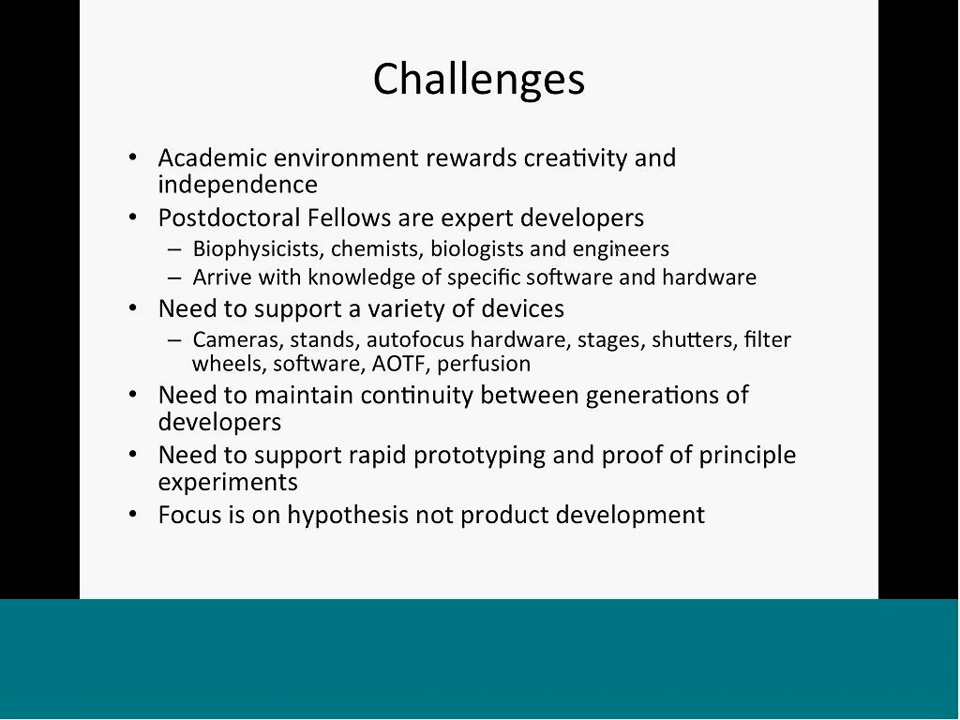 Challenges
• Academic environment rewards creativity and
independence
• Postdoctoral Fellows are expert developers
– Biophysicists, chemists, biologists and engineers
– Arrive with knowledge of specific software and hardware
• Need to support a variety of devices
– Cameras, stands, autofocus hardware, stages, shutters, filter
wheels, software, AOTF, perfusion
• Need to maintain continuity between generations of
developers
• Need to support rapid prototyping and proof of principle
experiments
• Focus is on hypothesis not product development